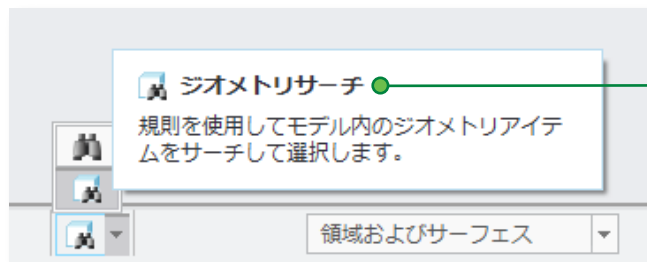 ジオメトリサーチ
規則を使用してモデル内のジオメトリアイテ
ムをサーチして選択します。
領域およびサーフェス